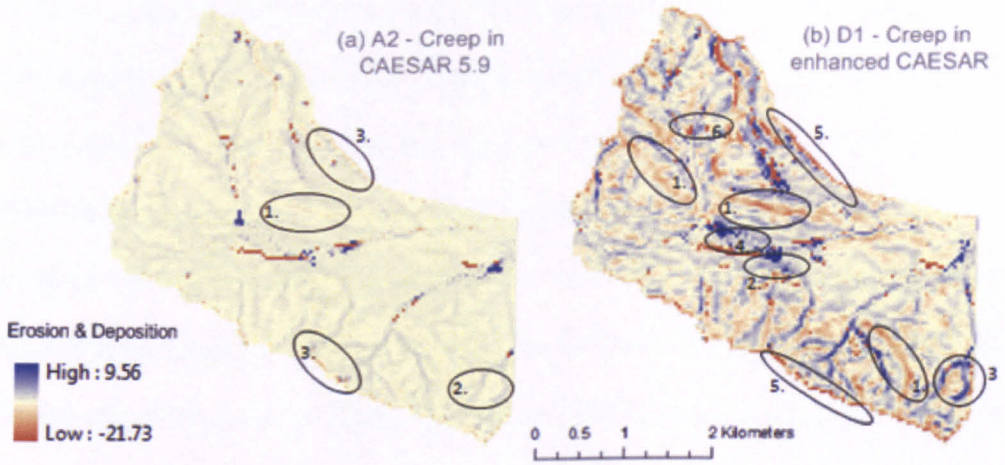 (a) A2 - Creep in
CAESAR 5.9
(b) D1 - Creep in
enhanced CAESAR
3.
1.
3.
2.
6.
5.
1.
1.
4
2.
5.
1.
3
Erosion & Deposition
High : 9.56
Low : -21.73
0 0.5 1 2 Kilometers